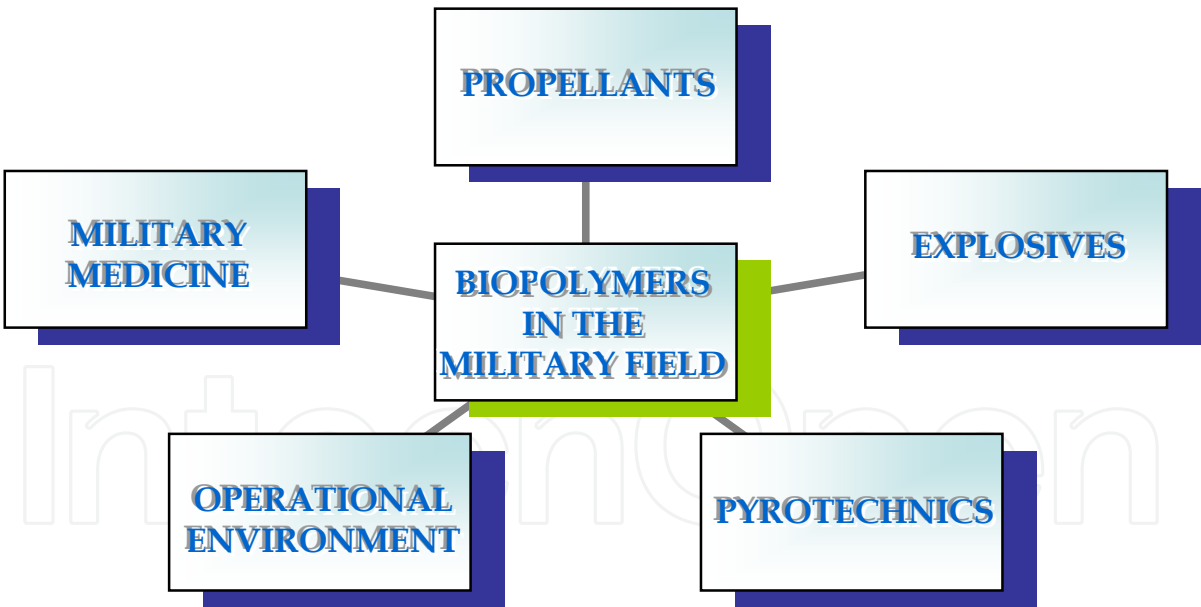 PROPELLANTS
MILITARY
MEDICINE
EXPLOSIVES
BIOPOLYMERS
IN THE
MILITARY FIELD
OPERATIONAL
ENVIRONMENT
PYROTECHNICS
IntechOpen